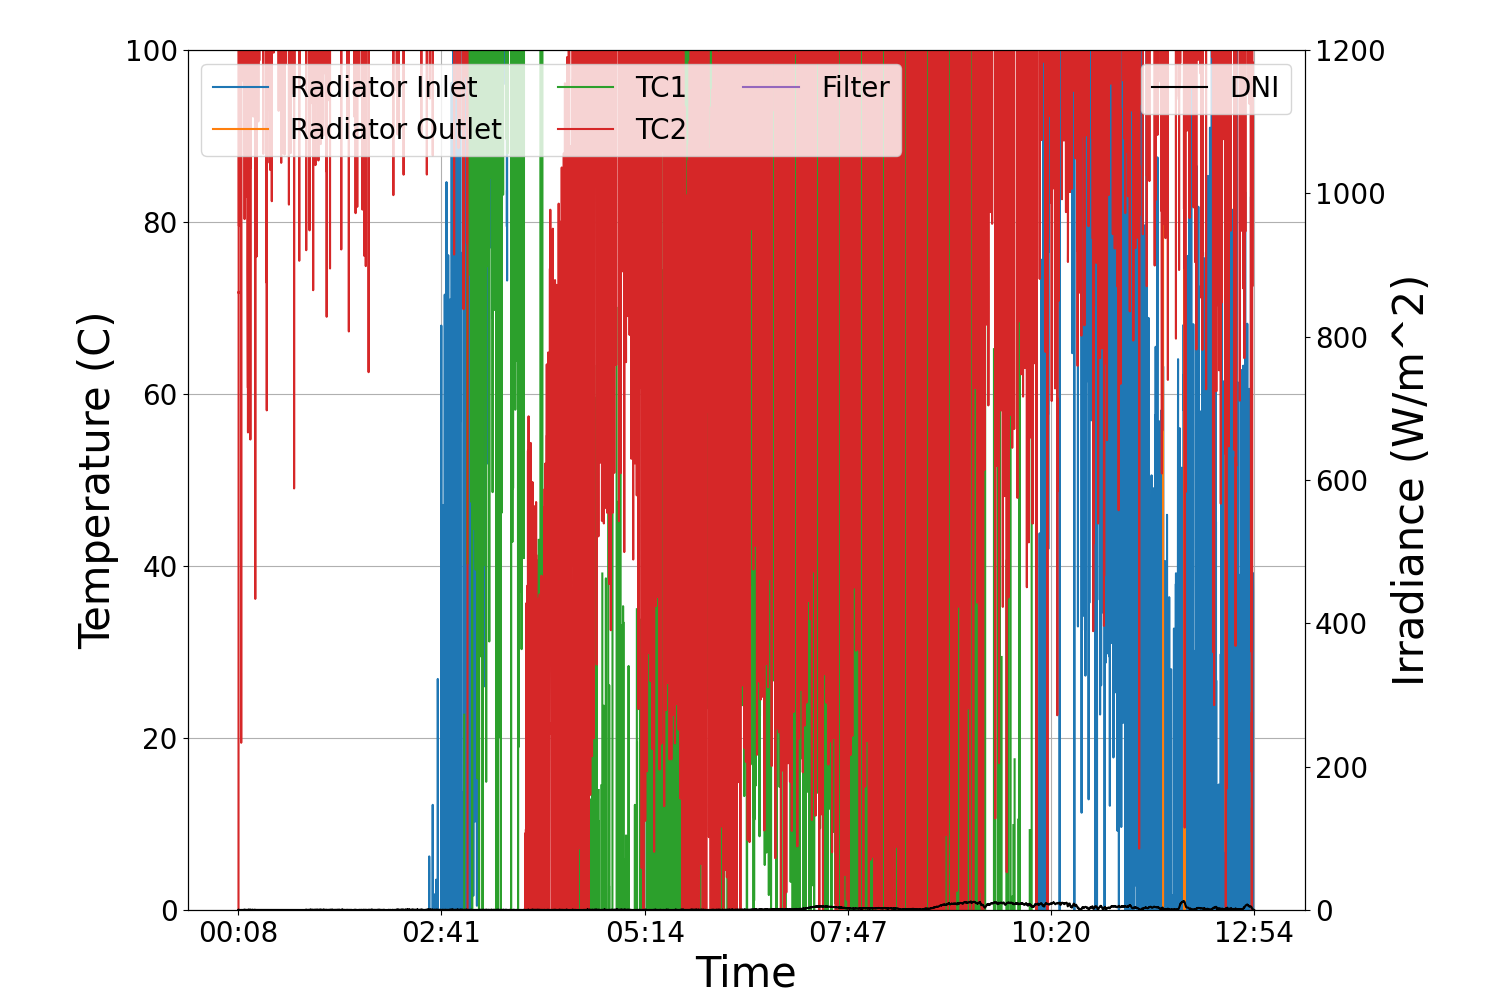 100
80
60
40
20
0
Temperature (C)
Radiator Inlet
Radiator Outlet
TC1
TC2
Filter
DNI
1200
1000
800
600
400
200
0
Irradiance (W/m^2)
00:08 02:41 05:14 07:47 10:20 12:54
Time